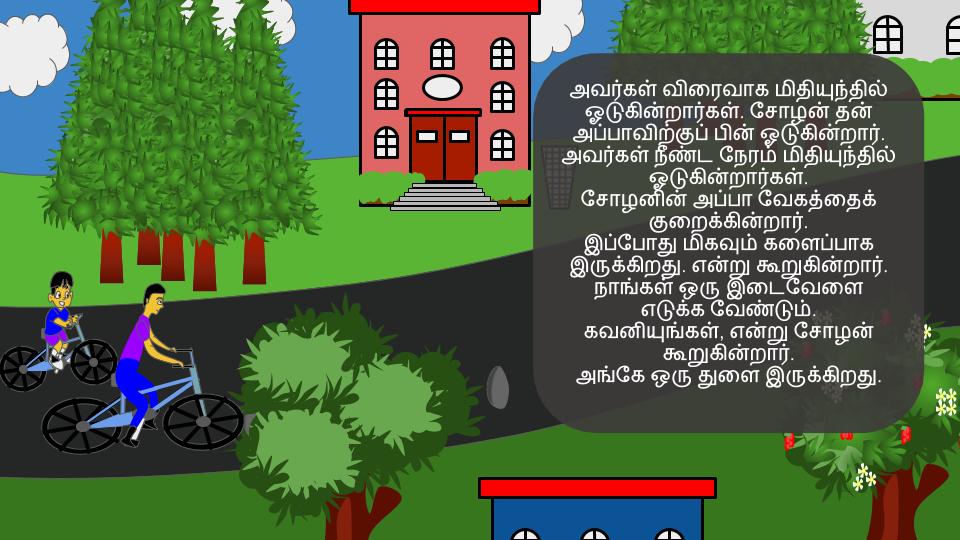 அவர்கள் விரைவாக மிதியுந்தில்
ஓடுகின்றார்கள். சோழன் தன்
அப்பாவிற்குப் பின் ஓடுகின்றார்.
அவர்கள் நீண்ட நேரம் மிதியுந்தில்
ஓடுகின்றார்கள்.
சோழனின் அப்பா வேகத்தைக்
குறைக்கின்றார்.
இப்போது மிகவும் களைப்பாக
இருக்கிறது. என்று கூறுகின்றார்.
நாங்கள் ஒரு இடைவேளை
எடுக்க வேண்டும்.
கவனியுங்கள், என்று சோழன்
கூறுகின்றார்.
அங்கே ஒரு துளை இருக்கிறது.